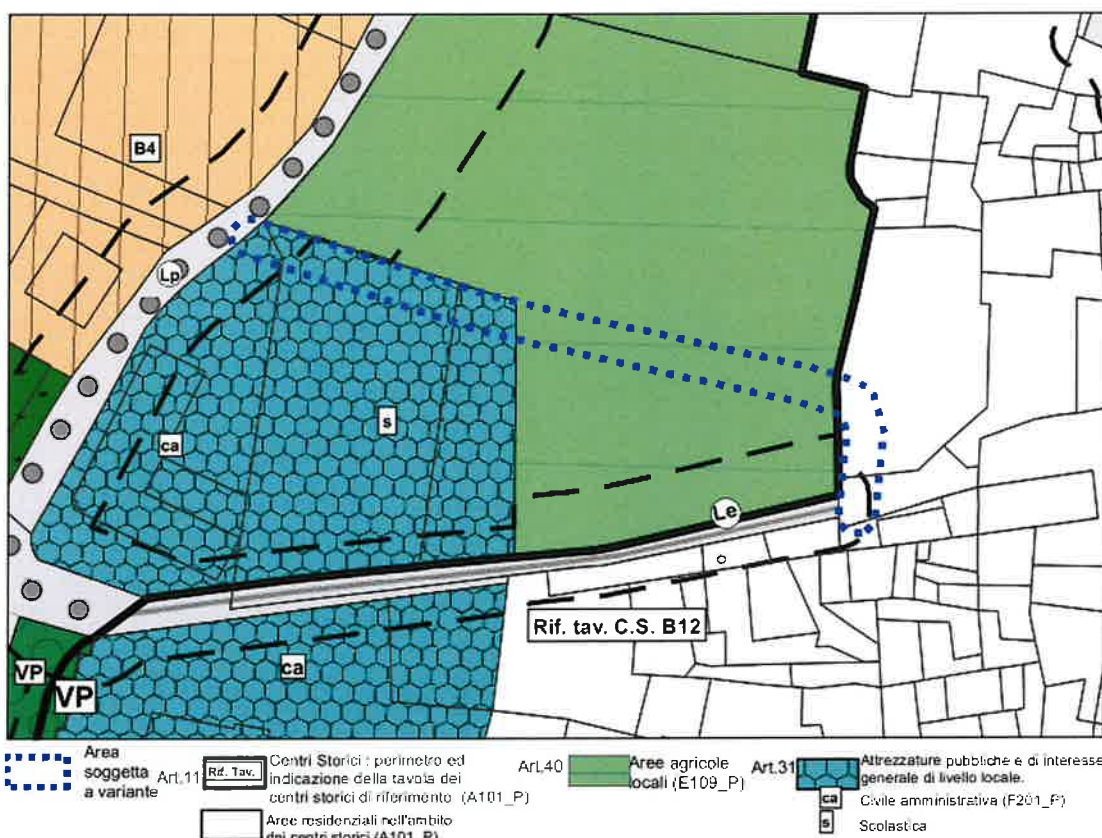 B4
Lp
s
ca
Le
Rif. tav. C.S. B12
ca
VP
VP
Area
soggetta
a variante
Art.11
Rif. Tav.
Centri Storici : perimetro ed
indicazione della tavola dei
centri storici di riferimento (A101_P)
Aree residenziali nell'ambito
dei centri storici (A101_P)
Art.40
Aree agricole
locali (E109_P)
Art.31
Attrezzature pubbliche e di interesse
generale di livello locale.
ca
Civile amministrativa (F201_P)
s
Scolastica